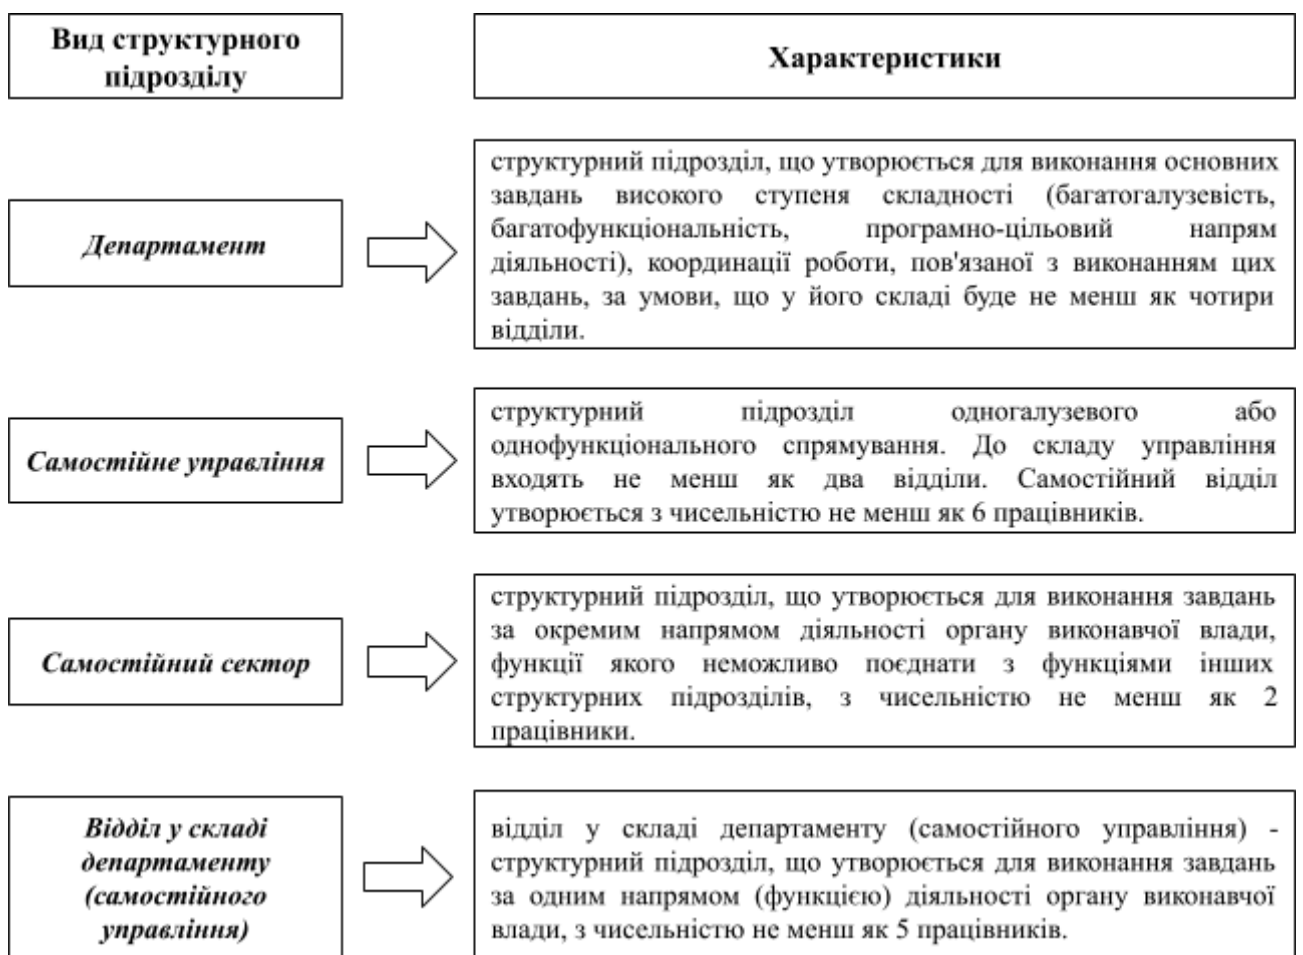 Вид структурного
підрозділу
Характеристики
Департамент
структурний підрозділ, що утворюється для виконання основних
завдань високого ступеня складності (багатогалузевість,
багатофункціональність, програмно-цільовий напрям
діяльності), координації роботи, пов'язаної з виконанням цих
завдань, за умови, що у його складі буде не менш як чотири
відділи.
Самостійне управління
структурний підрозділ одногалузевого або
однофункціонального спрямування. До складу управління
входять не менш як два відділи. Самостійний відділ
утворюється з чисельністю не менш як 6 працівників.
Самостійний сектор
структурний підрозділ, що утворюється для виконання завдань
за окремим напрямом діяльності органу виконавчої влади,
функції якого неможливо поєднати з функціями інших
структурних підрозділів, з чисельністю не менш як 2
працівники.
Відділ у складі
департаменту
(самостійного
управління)
відділ у складі департаменту (самостійного управління) -
структурний підрозділ, що утворюється для виконання завдань
за одним напрямом (функцією) діяльності органу виконавчої
влади, з чисельністю не менш як 5 працівників.